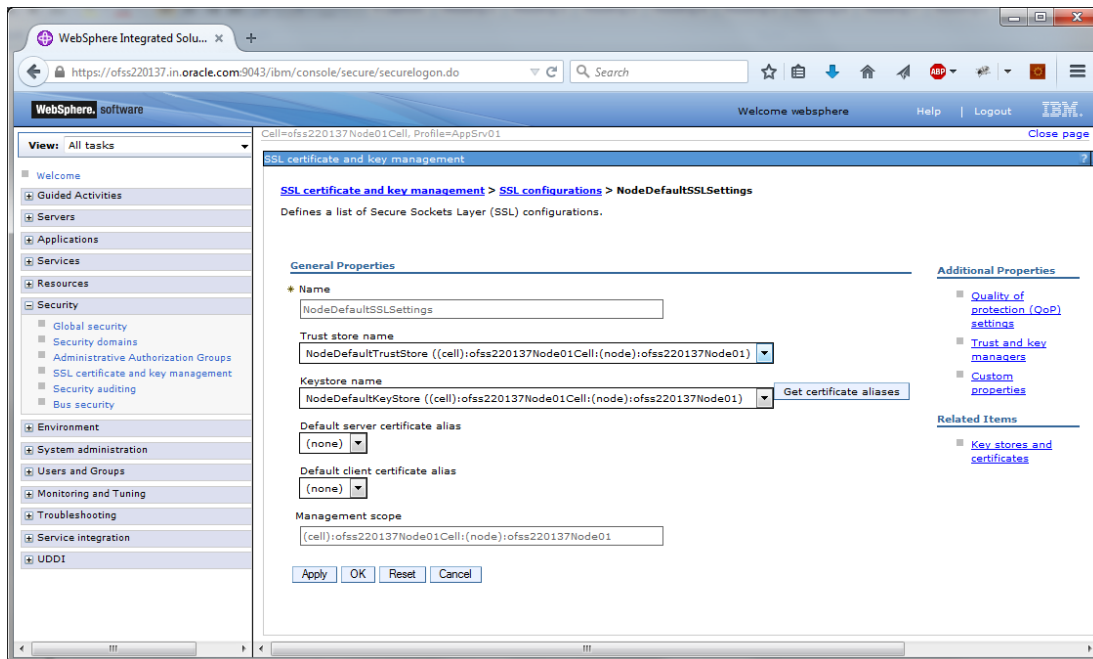 WebSphere Integrated Solu... × +
https://ofss220137.in.oracle.com:9043/ibm/console/secure/securelogon.do Search ABP
WebSphere. software Welcome websphere Help | Logout IBM.
View: All tasks
Welcome
Guided Activities
Servers
Applications
Services
Resources
Security
Global security
Security domains
Administrative Authorization Groups
SSL certificate and key management
Security auditing
Bus security
Environment
System administration
Users and Groups
Monitoring and Tuning
Troubleshooting
Service integration
UDDI
Cell=ofss220137Node01Cell, Profile=AppSrv01 Close page
SSL certificate and key management ?
SSL certificate and key management > SSL configurations > NodeDefaultSSLSettings
Defines a list of Secure Sockets Layer (SSL) configurations.
General Properties
* Name
NodeDefaultSSLSettings
Trust store name
NodeDefaultTrustStore ((cell):ofss220137Node01Cell:(node):ofss220137Node01)
Keystore name
NodeDefaultKeyStore ((cell):ofss220137Node01Cell:(node):ofss220137Node01) Get certificate aliases
Default server certificate alias
(none)
Default client certificate alias
(none)
Management scope
(cell):ofss220137Node01Cell:(node):ofss220137Node01
Apply OK Reset Cancel
Additional Properties
Quality of
protection (QoP)
settings
Trust and key
managers
Custom
properties
Related Items
Key stores and
certificates